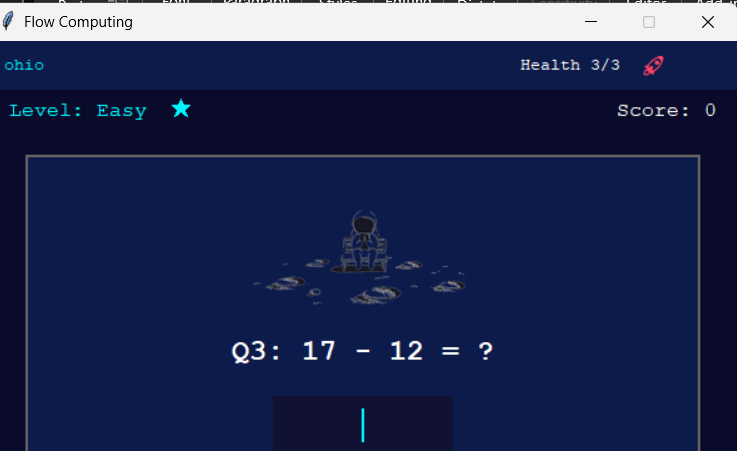 Flow Computing
ohio
Health 3/3
Level: Easy
Score: 0
Q3: 17 - 12 = ?